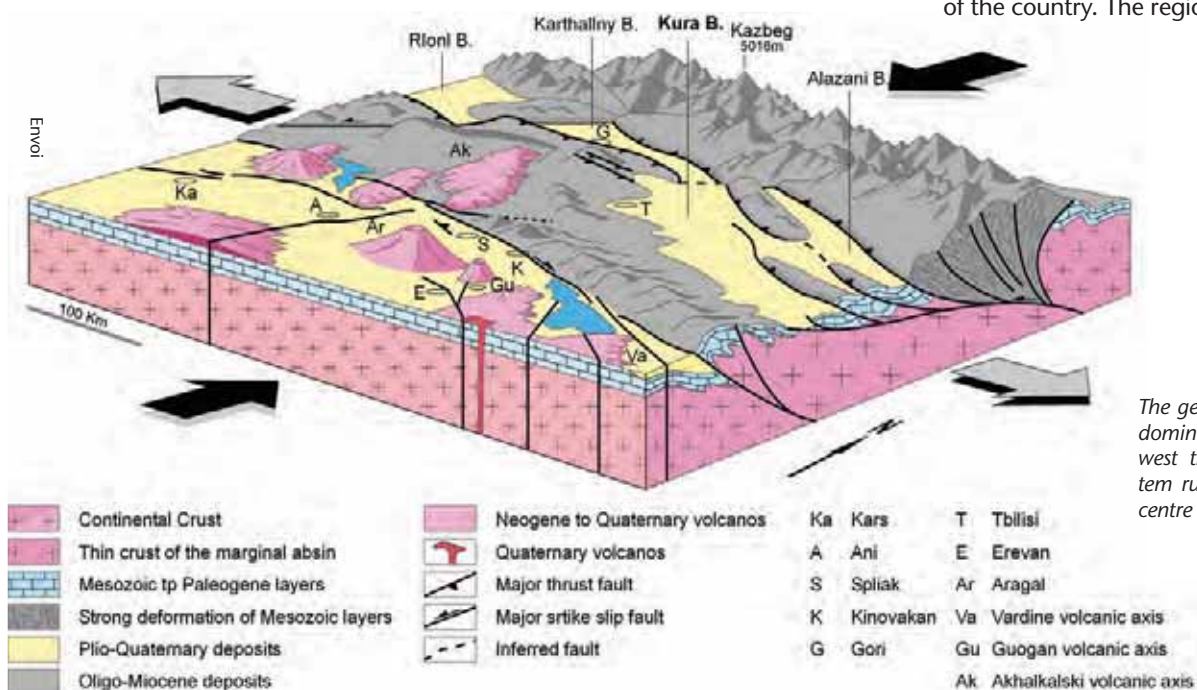 of the country. The regio
Karthallny B.
Kura B.
Kazbeg
5016m
RIonI B.
Alazani B.
Envoi
G
Ak
Ka
T
A
Ar
S
K
E
Gu
Va
100 Km
The ge
domin
west t
tem ru
centre
Continental Crust
Thin crust of the marginal absin
Mesozoic tp Paleogene layers
Strong deformation of Mesozoic layers
Plio-Quaternary deposits
Oligo-Miocene deposits
Neogene to Quaternary volcanos
Quaternary volcanos
Major thrust fault
Major srtike slip fault
Inferred fault
Ka Kars
A Ani
S Spliak
K Kinovakan
G Gori
T Tbilisi
E Erevan
Ar Aragal
Va Vardine volcanic axis
Gu Guogan volcanic axis
Ak Akhalkalski volcanic axis